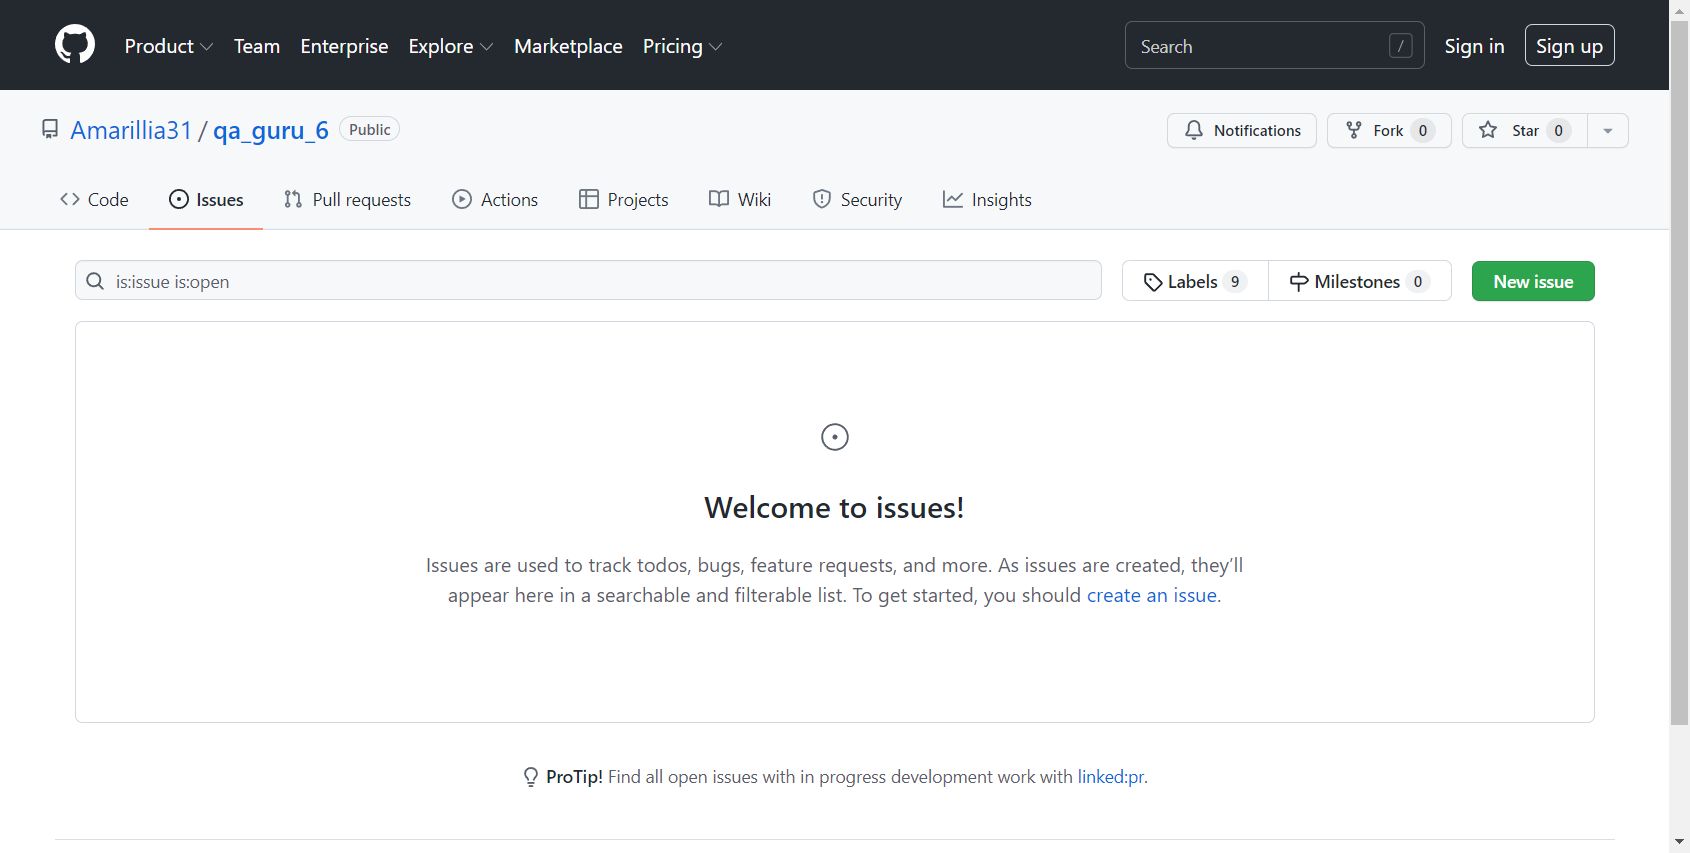 Product Team Enterprise Explore Marketplace Pricing Search / Sign in Sign up
Amarillia31 / qa_guru_6 Public Notifications Fork 0 Star 0
Code Issues Pull requests Actions Projects Wiki Security Insights
is:issue is:open Labels 9 Milestones 0 New issue
Welcome to issues!
Issues are used to track todos, bugs, feature requests, and more. As issues are created, they’ll
appear here in a searchable and filterable list. To get started, you should create an issue.
ProTip! Find all open issues with in progress development work with linked:pr.